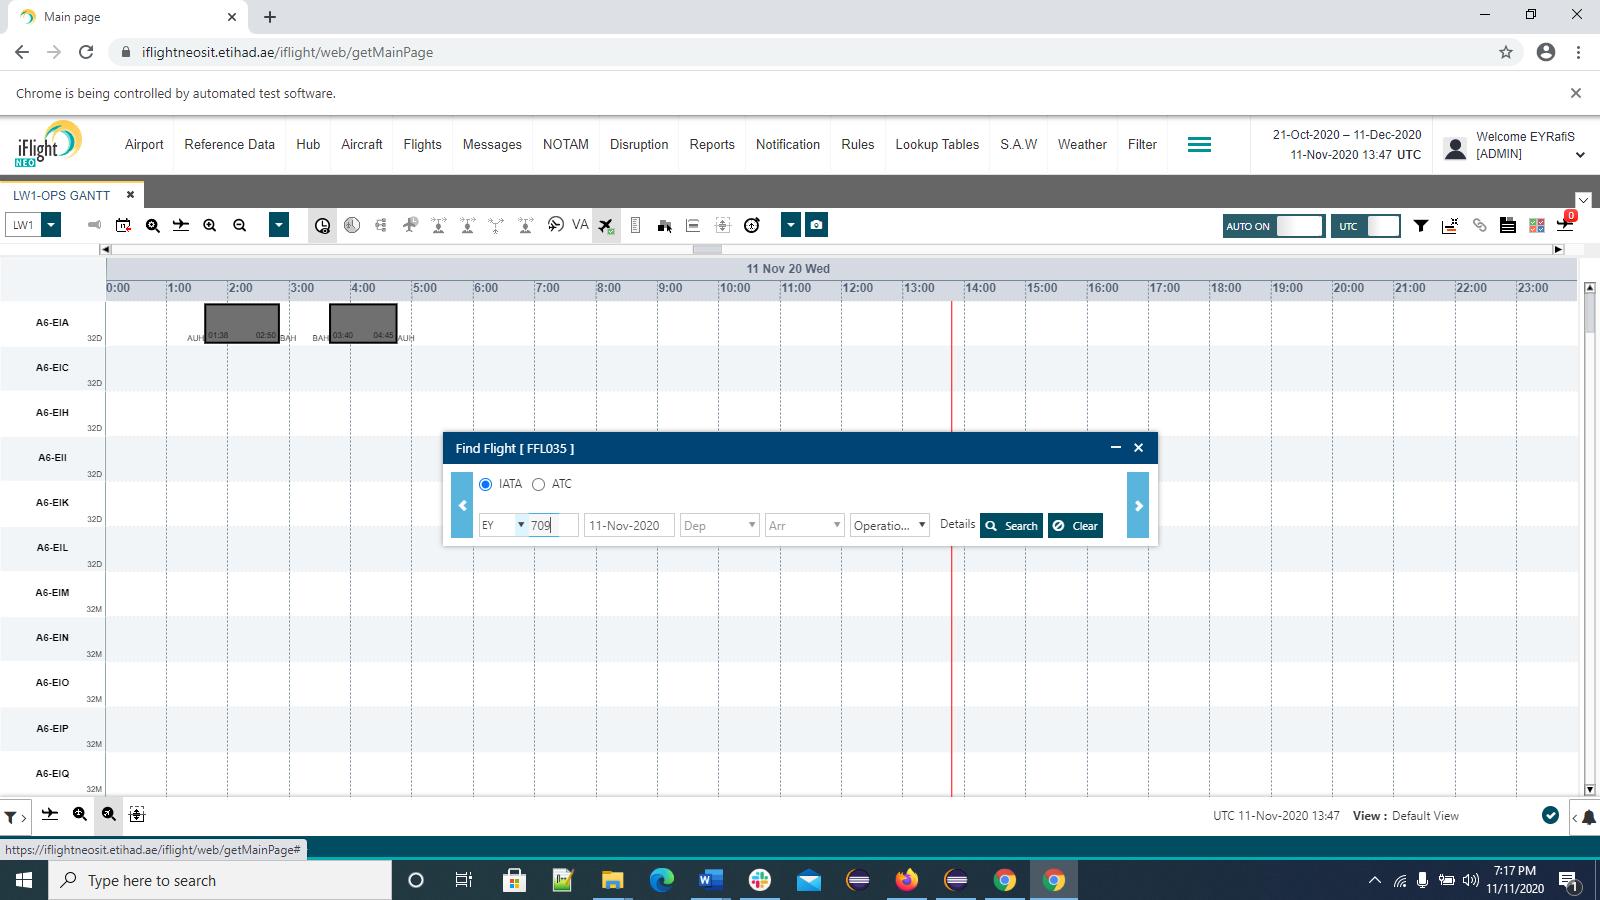 Main page
iflightneosit.etihad.ae/iflight/web/getMainPage
Chrome is being controlled by automated test software.
iFlight NEO
Airport Reference Data Hub Aircraft Flights Messages NOTAM Disruption Reports Notification Rules Lookup Tables S.A.W Weather Filter
21-Oct-2020 – 11-Dec-2020
11-Nov-2020 13:47 UTC
Welcome EYRafiS
[ADMIN]
LW1-OPS GANTT
LW1 VA AUTO ON UTC 0
11 Nov 20 Wed
0:00 1:00 2:00 3:00 4:00 5:00 6:00 7:00 8:00 9:00 10:00 11:00 12:00 13:00 14:00 15:00 16:00 17:00 18:00 19:00 20:00 21:00 22:00 23:00
A6-EIA
32D AUH 01:38 02:50 BAH BAH 03:40 04:45 AUH
A6-EIC
32D
A6-EIH
32D
A6-EII
32D
A6-EIK
32D
A6-EIL
32D
A6-EIM
32M
A6-EIN
32M
A6-EIO
32M
A6-EIP
32M
A6-EIQ
32M
Find Flight [ FFL035 ]
IATA ATC
EY 709 11-Nov-2020 Dep Arr Operatio... Details Search Clear
UTC 11-Nov-2020 13:47 View : Default View
https://iflightneosit.etihad.ae/iflight/web/getMainPage#
Type here to search
7:17 PM
11/11/2020
1